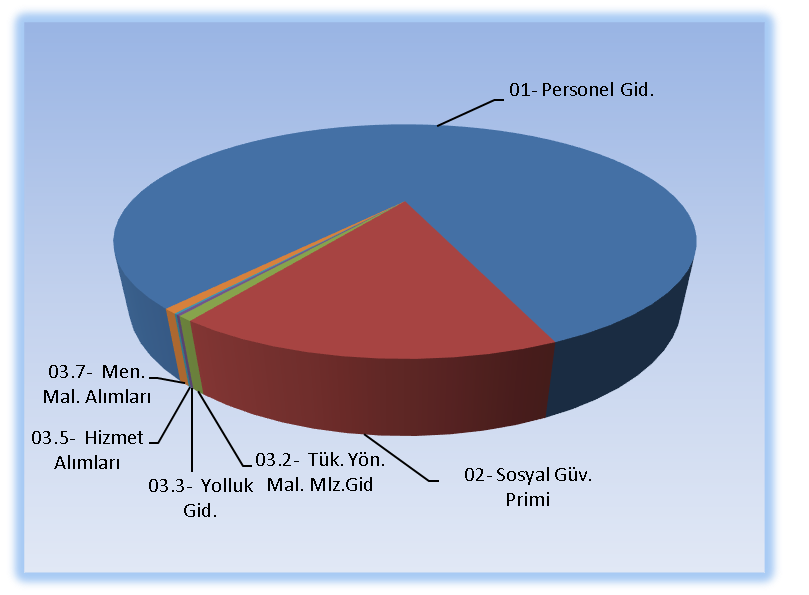 01- Personel Gid.
03.7-  Men.
Mal. Alımları
03.5-  Hizmet
Alımları
03.3-  Yolluk
Gid.
03.2-  Tük. Yön.
Mal. Mlz.Gid
02- Sosyal Güv.
Primi